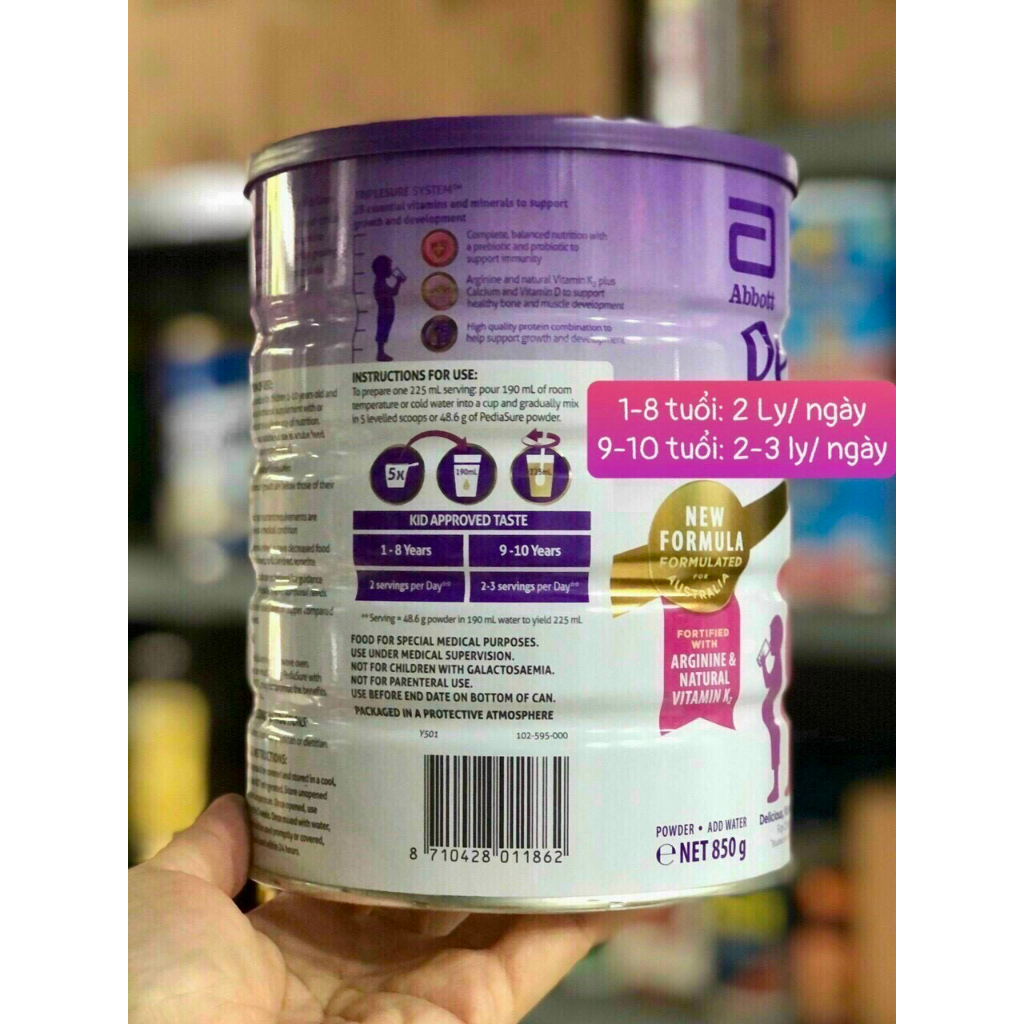 TRIPLESURE SYSTEM™
essential vitamins and minerals to support
growth and development
Complete, balanced nutrition with
a prebiotic and probiotic to
support immunity
Arginine and natural Vitamin K₂ plus
Calcium and Vitamin D to support
healthy bone and muscle development
High quality protein combination to
help support growth and development
a
Abbott
INSTRUCTIONS FOR USE:
To prepare one 225 mL serving: pour 190 mL of room
temperature or cold water into a cup and gradually mix
in 5 levelled scoops or 48.6 g of PediaSure powder.
5x
190mL
225mL
KID APPROVED TASTE
1-8 Years
9-10 Years
2 servings per Day
2-3 servings per Day
Serving = 48.6 g powder in 190 mL water to yield 225 mL
FOOD FOR SPECIAL MEDICAL PURPOSES.
USE UNDER MEDICAL SUPERVISION.
NOT FOR CHILDREN WITH GALACTOSAEMIA.
NOT FOR PARENTERAL USE.
USE BEFORE END DATE ON BOTTOM OF CAN.
PACKAGED IN A PROTECTIVE ATMOSPHERE
Y501 102-595-000
8 710428 011862
1-8 tuổi: 2 Ly/ ngày
9-10 tuổi: 2-3 ly/ ngày
NEW
FORMULA
FORMULATED
FOR
AUSTRALIA
FORTIFIED
WITH
ARGININE &
NATURAL
VITAMIN K₂
POWDER • ADD WATER
℮ NET 850 g
Delicious,